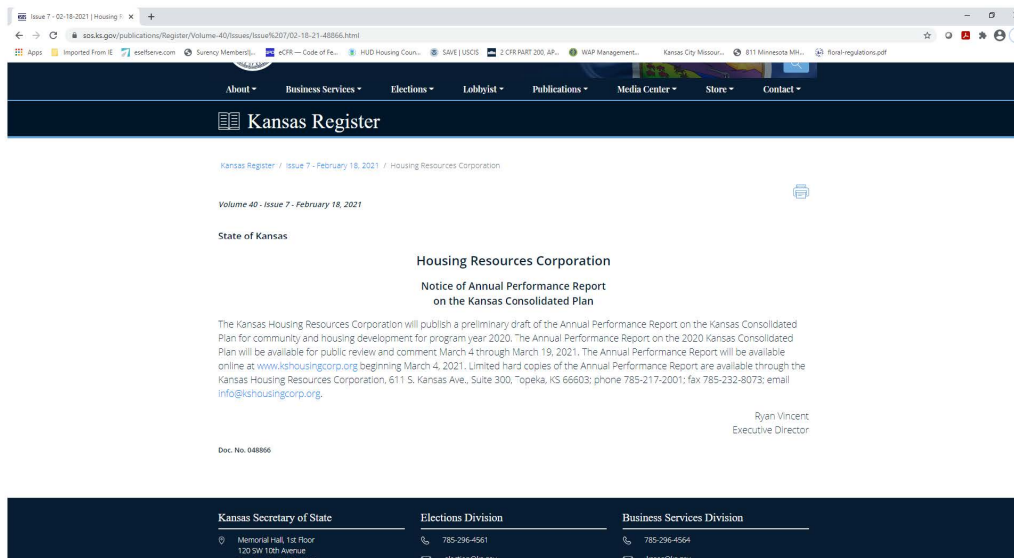 Issue 7 - 02-18-2021 | Housing R
sos.ks.gov/publications/Register/Volume-40/Issues/Issue%207/02-18-21-48866.html
Apps Imported From IE eselfserve.com Surency Members|... eCFR — Code of Fe... HUD Housing Coun... SAVE | USCIS 2 CFR PART 200, AP... WAP Management... Kansas City Missour... 811 Minnesota MH... floral-regulations.pdf
About Business Services Elections Lobbyist Publications Media Center Store Contact
Kansas Register
Kansas Register / Issue 7 - February 18, 2021 / Housing Resources Corporation
Volume 40 - Issue 7 - February 18, 2021
State of Kansas
Housing Resources Corporation
Notice of Annual Performance Report
on the Kansas Consolidated Plan
The Kansas Housing Resources Corporation will publish a preliminary draft of the Annual Performance Report on the Kansas Consolidated
Plan for community and housing development for program year 2020. The Annual Performance Report on the 2020 Kansas Consolidated
Plan will be available for public review and comment March 4 through March 19, 2021. The Annual Performance Report will be available
online at www.kshousingcorp.org beginning March 4, 2021. Limited hard copies of the Annual Performance Report are available through the
Kansas Housing Resources Corporation, 611 S. Kansas Ave., Suite 300, Topeka, KS 66603; phone 785-217-2001; fax 785-232-8073; email
info@kshousingcorp.org.
Ryan Vincent
Executive Director
Doc. No. 048866
Kansas Secretary of State Elections Division Business Services Division
Memorial Hall, 1st Floor 785-296-4561 785-296-4564
120 SW 10th Avenue